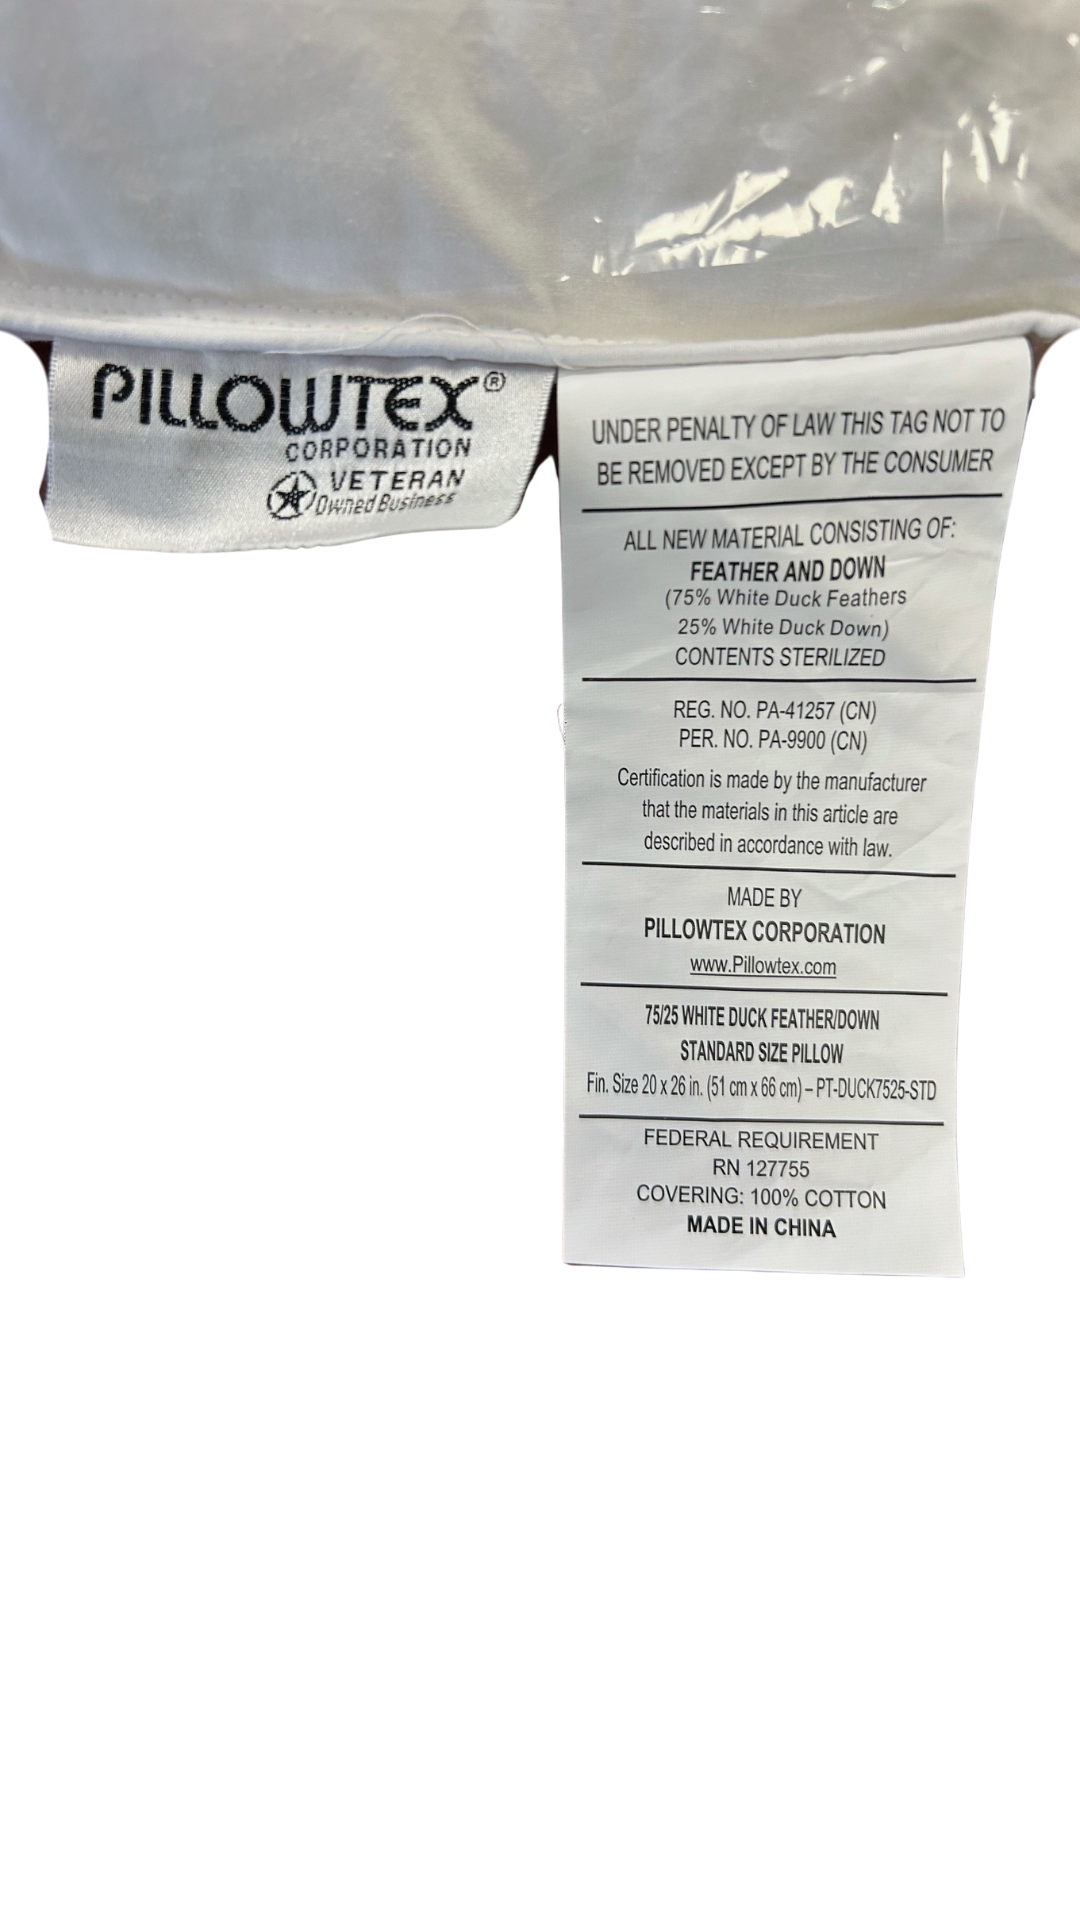 PILLOWTEX®
CORPORATION
VETERAN
Owned Business
UNDER PENALTY OF LAW THIS TAG NOT TO
BE REMOVED EXCEPT BY THE CONSUMER
ALL NEW MATERIAL CONSISTING OF:
FEATHER AND DOWN
(75% White Duck Feathers
25% White Duck Down)
CONTENTS STERILIZED
REG. NO. PA-41257 (CN)
PER. NO. PA-9900 (CN)
Certification is made by the manufacturer
that the materials in this article are
described in accordance with law.
MADE BY
PILLOWTEX CORPORATION
www.Pillowtex.com
75/25 WHITE DUCK FEATHER/DOWN
STANDARD SIZE PILLOW
Fin. Size 20 x 26 in. (51 cm x 66 cm) – PT-DUCK7525-STD
FEDERAL REQUIREMENT
RN 127755
COVERING: 100% COTTON
MADE IN CHINA